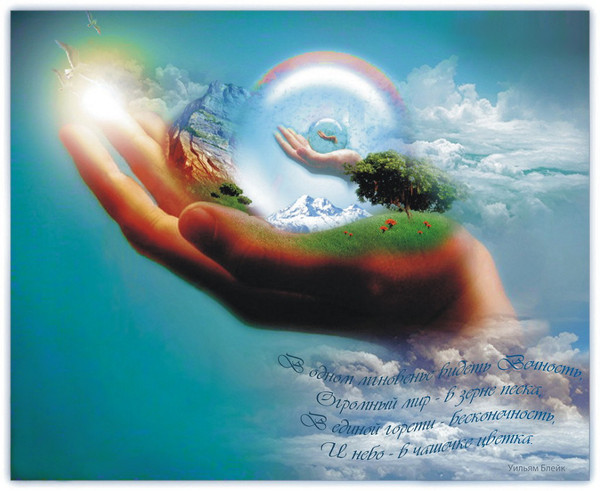 В одном мгновенье видеть Вечность,
Огромный мир - в зерне песка,
В единой горсти - бесконечность,
И небо - в чашечке цветка.
Уильям Блейк